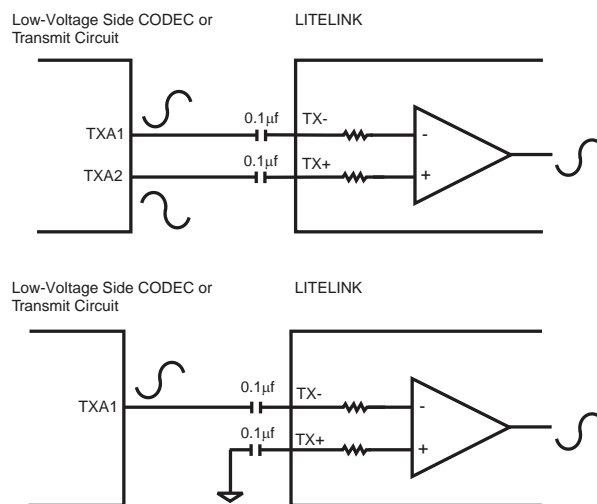 Low-Voltage Side CODEC or
Transmit Circuit
LITELINK
0.1µf
TX-
TXA1
-
0.1µf
TX+
TXA2
+
Low-Voltage Side CODEC or
Transmit Circuit
LITELINK
0.1µf
TX-
TXA1
-
0.1µf
TX+
+